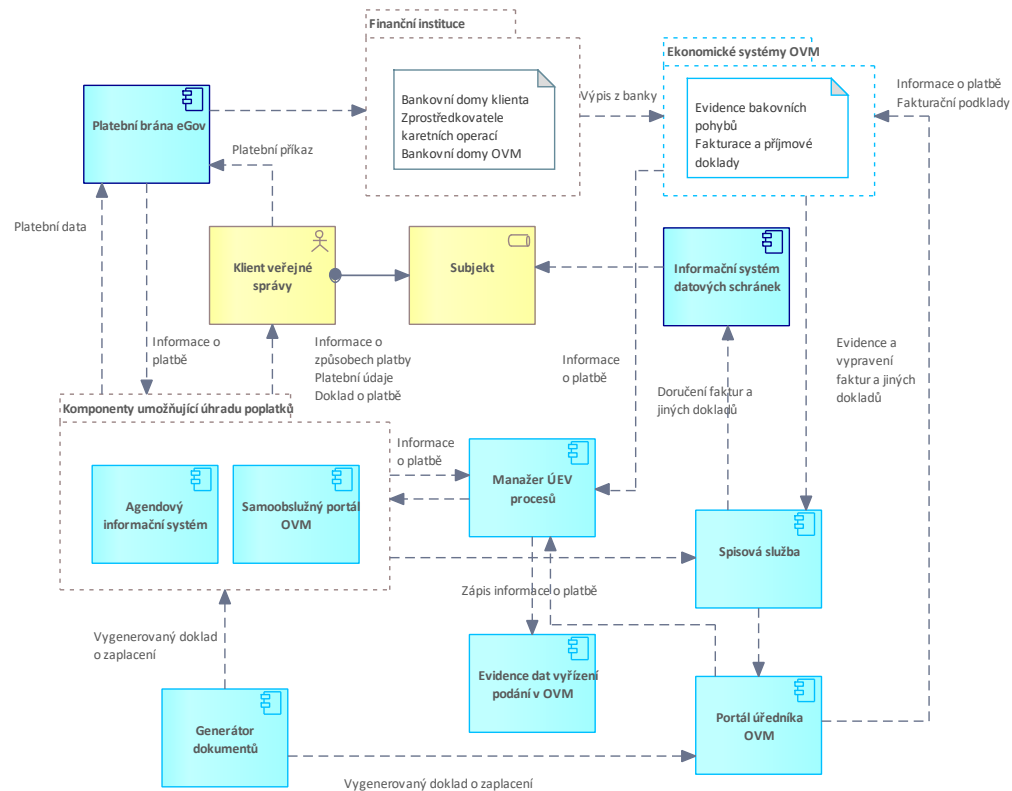 Finanční instituce
Bankovní domy klienta
Zprostředkovatele
karetních operací
Bankovní domy OVM
Výpis z banky
Ekonomické systémy OVM
Evidence bakovních
pohybů
Fakturace a příjmové
doklady
Informace o platbě
Fakturační podklady
Platební brána eGov
Platební příkaz
Platební data
Klient veřejné
správy
Subjekt
Informační systém
datových schránek
Informace o
platbě
Informace o
způsobech platby
Platební údaje
Doklad o platbě
Informace
o platbě
Doručení faktur a
jiných dokladů
Evidence a
vypravení
faktur a jiných
dokladů
Komponenty umožňující úhradu poplatků
Agendový
informační systém
Samoobslužný portál
OVM
Informace
o platbě
Manažer ÚEV
procesů
Spisová služba
Zápis informace o platbě
Vygenerovaný doklad
o zaplacení
Evidence dat vyřízení
podání v OVM
Generátor
dokumentů
Portál úředníka
OVM
Vygenerovaný doklad o zaplacení